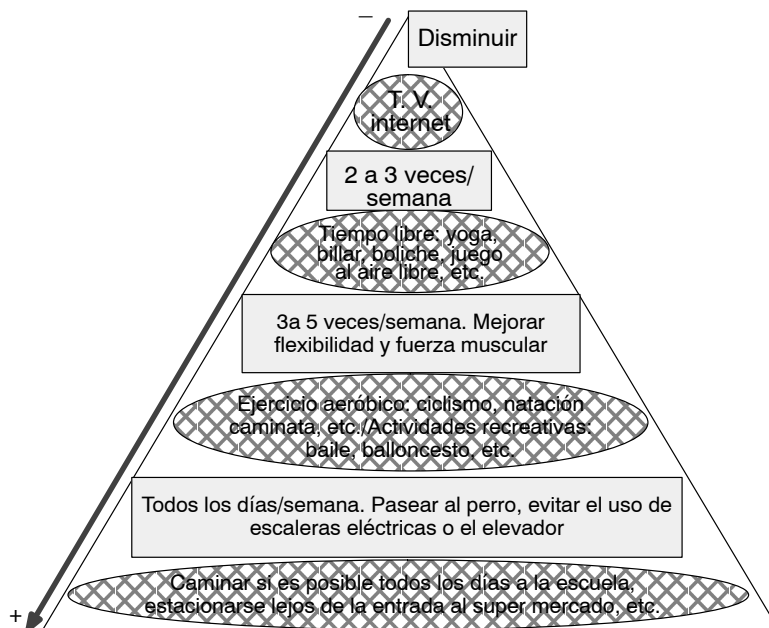 –
Disminuir
T. V.
internet
2 a 3 veces/
semana
Tiempo libre: yoga,
billar, boliche, juego
al aire libre, etc.
3a 5 veces/semana. Mejorar
flexibilidad y fuerza muscular
Ejercicio aeróbico: ciclismo, natación
caminata, etc./Actividades recreativas:
baile, balloncesto, etc.
Todos los días/semana. Pasear al perro, evitar el uso de
escaleras eléctricas o el elevador
Caminar si es posible todos los días a la escuela,
estacionarse lejos de la entrada al super mercado, etc.
+